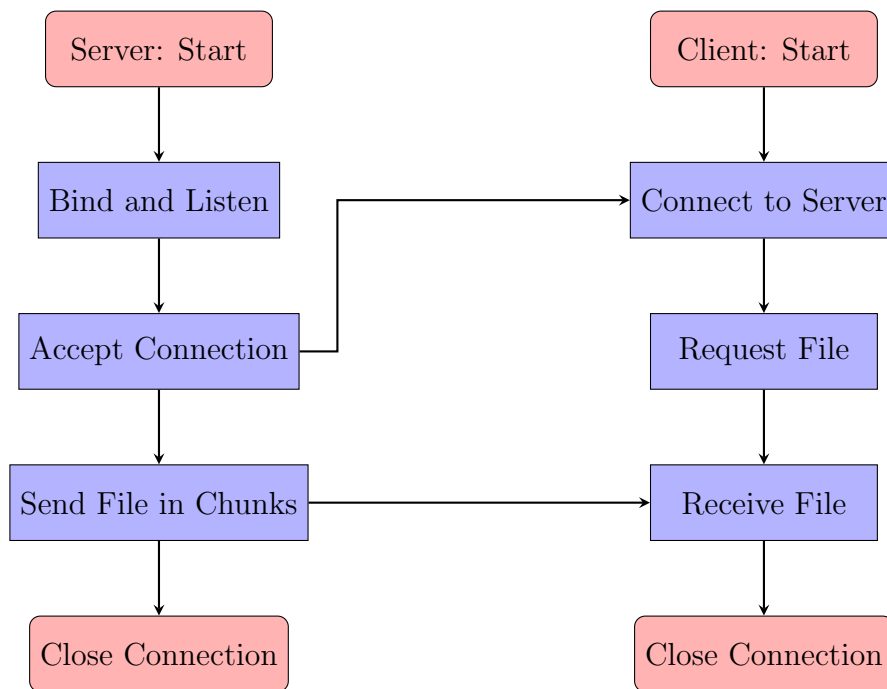 Server: Start
Client: Start
Bind and Listen
Connect to Server
Accept Connection
Request File
Send File in Chunks
Receive File
Close Connection
Close Connection